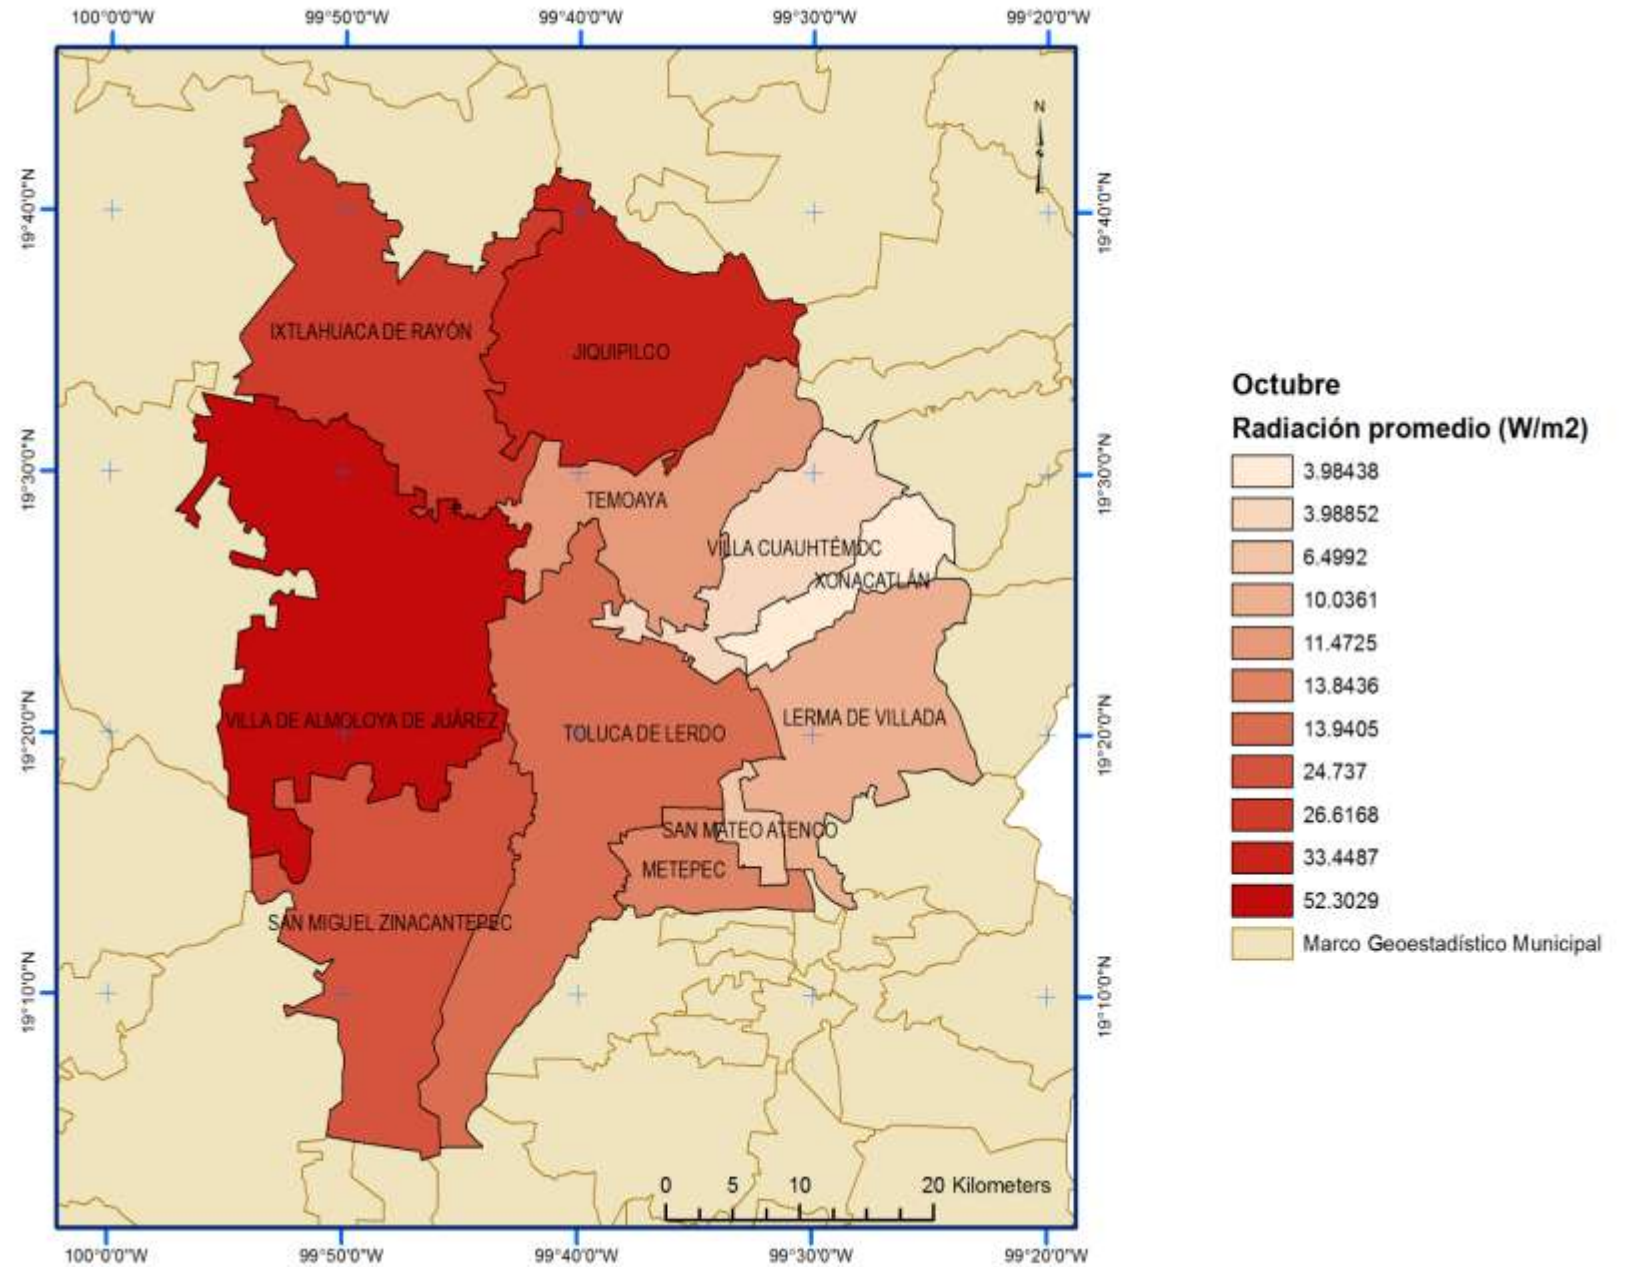 100°0'0"W 99°50'0"W 99°40'0"W 99°30'0"W 99°20'0"W
N
S
19°40'0"N 19°40'0"N
IXTLAHUACA DE RAYÓN
JIQUIPILCO
Octubre
Radiación promedio (W/m2)
3.98438
3.98852
6.4992
10.0361
11.4725
13.8436
13.9405
24.737
26.6168
33.4487
52.3029
Marco Geoestadístico Municipal
19°30'0"N 19°30'0"N
TEMOAYA
VILLA CUAUHTÉMOC
XONACATLÁN
19°20'0"N 19°20'0"N
VILLA DE ALMOLOYA DE JUÁREZ
TOLUCA DE LERDO
LERMA DE VILLADA
SAN MATEO ATENCO
METEPEC
SAN MIGUEL ZINACANTEPEC
19°10'0"N 19°10'0"N
0 5 10 20 Kilometers
100°0'0"W 99°50'0"W 99°40'0"W 99°30'0"W 99°20'0"W